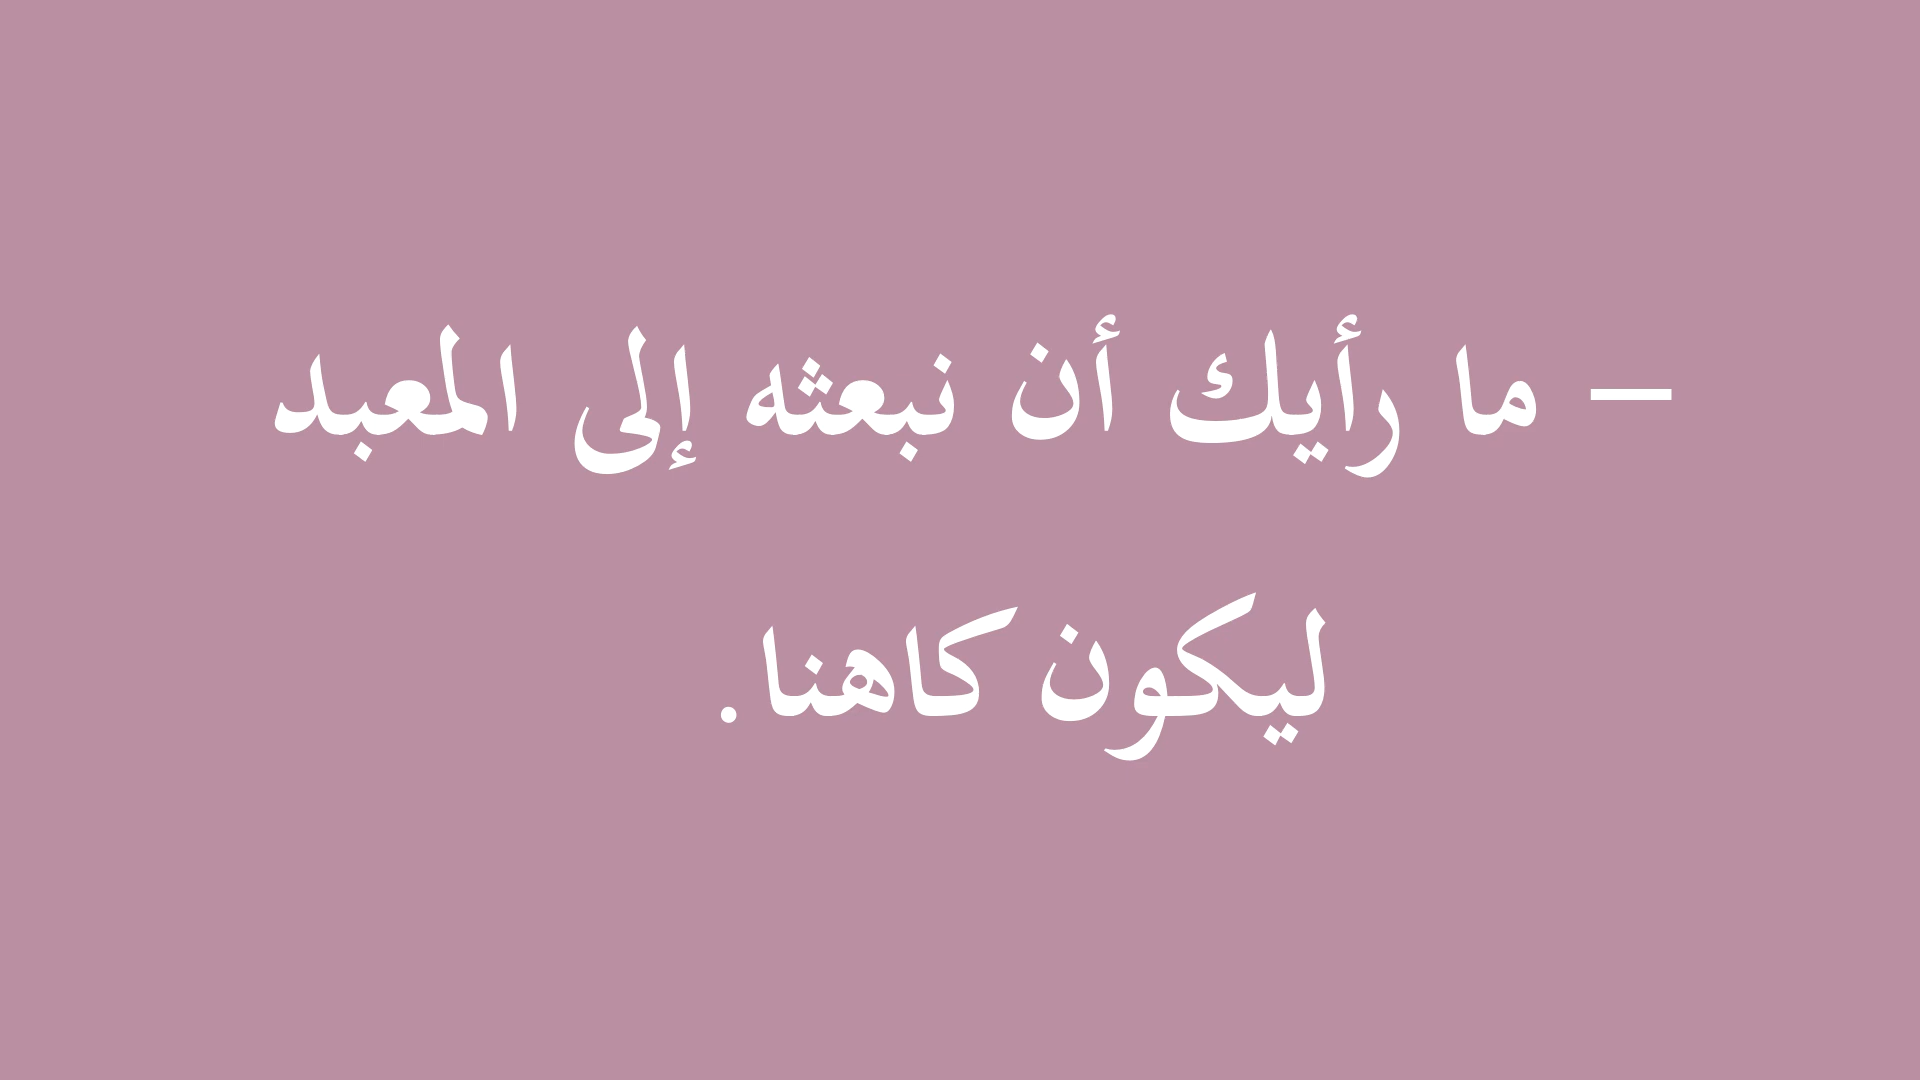 – ما رأيك أن نبعثه إلى المعبد
ليكون كاهنا.